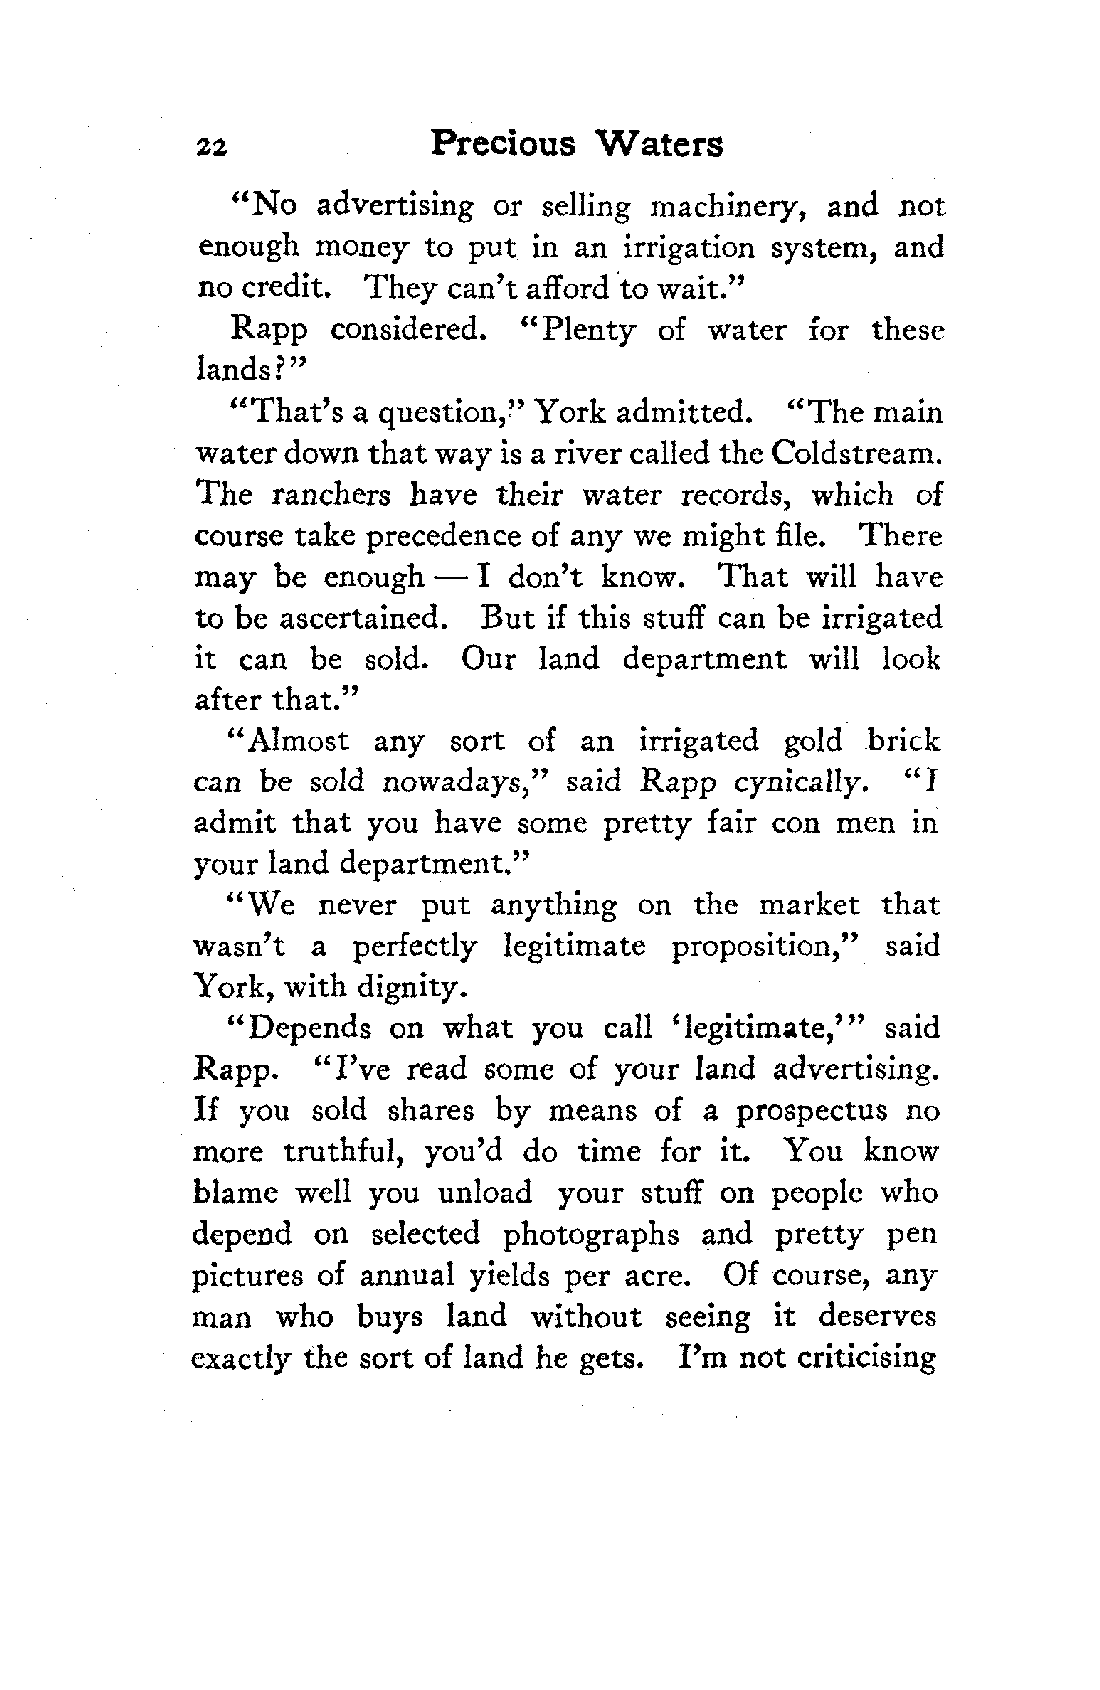 22 Precious Waters
“No advertising or selling machinery, and not
enough money to put in an irrigation system, and
no credit. They can’t afford to wait.”
Rapp considered. “Plenty of water for these
lands?”
“That’s a question,” York admitted. “The main
water down that way is a river called the Coldstream.
The ranchers have their water records, which of
course take precedence of any we might file. There
may be enough — I don’t know. That will have
to be ascertained. But if this stuff can be irrigated
it can be sold. Our land department will look
after that.”
“Almost any sort of an irrigated gold brick
can be sold nowadays,” said Rapp cynically. “I
admit that you have some pretty fair con men in
your land department.”
“We never put anything on the market that
wasn’t a perfectly legitimate proposition,” said
York, with dignity.
“Depends on what you call ‘legitimate,’” said
Rapp. “I’ve read some of your land advertising.
If you sold shares by means of a prospectus no
more truthful, you’d do time for it. You know
blame well you unload your stuff on people who
depend on selected photographs and pretty pen
pictures of annual yields per acre. Of course, any
man who buys land without seeing it deserves
exactly the sort of land he gets. I’m not criticising